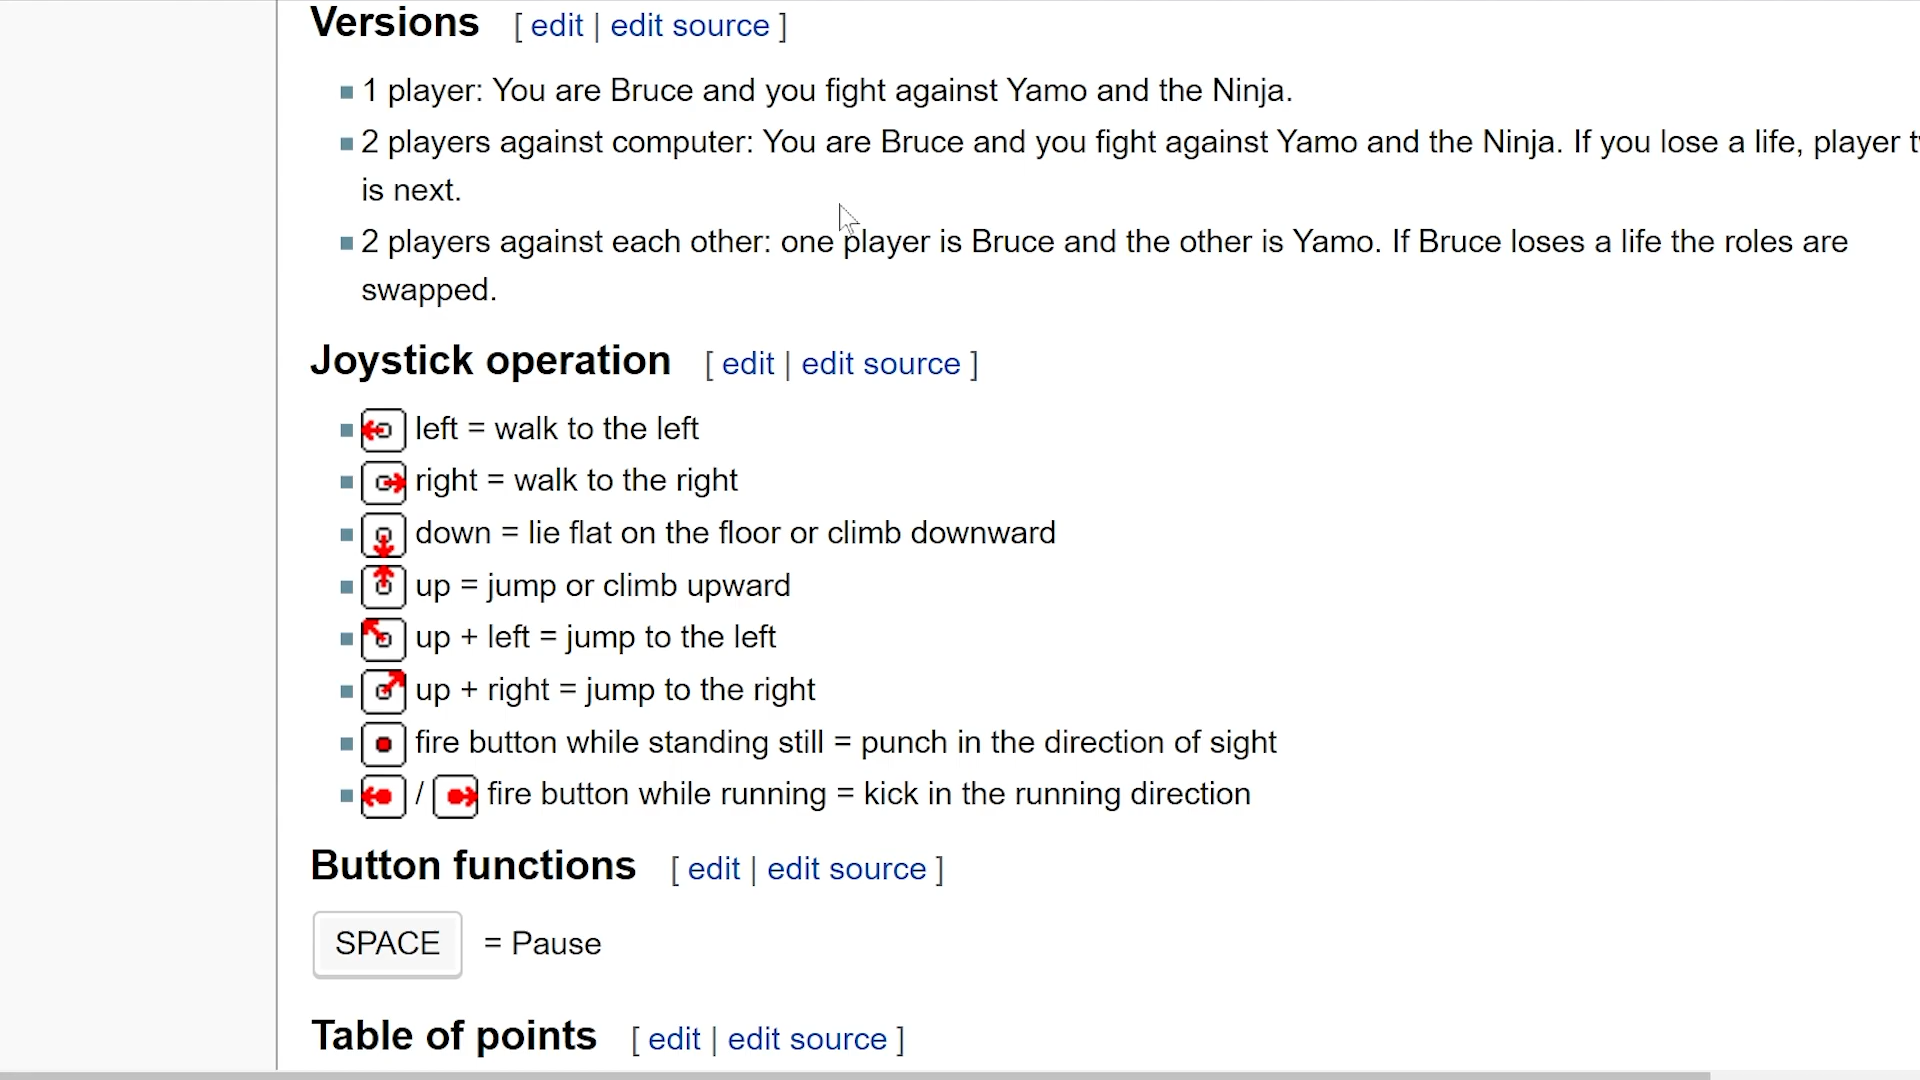 Versions [ edit | edit source ]
1 player: You are Bruce and you fight against Yamo and the Ninja.
2 players against computer: You are Bruce and you fight against Yamo and the Ninja. If you lose a life, player
is next.
2 players against each other: one player is Bruce and the other is Yamo. If Bruce loses a life the roles are
swapped.
Joystick operation [ edit | edit source ]
left = walk to the left
right = walk to the right
down = lie flat on the floor or climb downward
up = jump or climb upward
up + left = jump to the left
up + right = jump to the right
fire button while standing still = punch in the direction of sight
/ fire button while running = kick in the running direction
Button functions [ edit | edit source ]
SPACE = Pause
Table of points [ edit | edit source ]